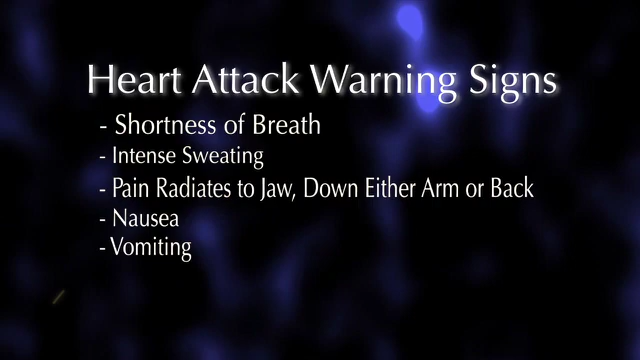 Heart Attack Warning Signs
- Shortness of Breath
- Intense Sweating
- Pain Radiates to Jaw, Down Either Arm or Back
- Nausea
- Vomiting